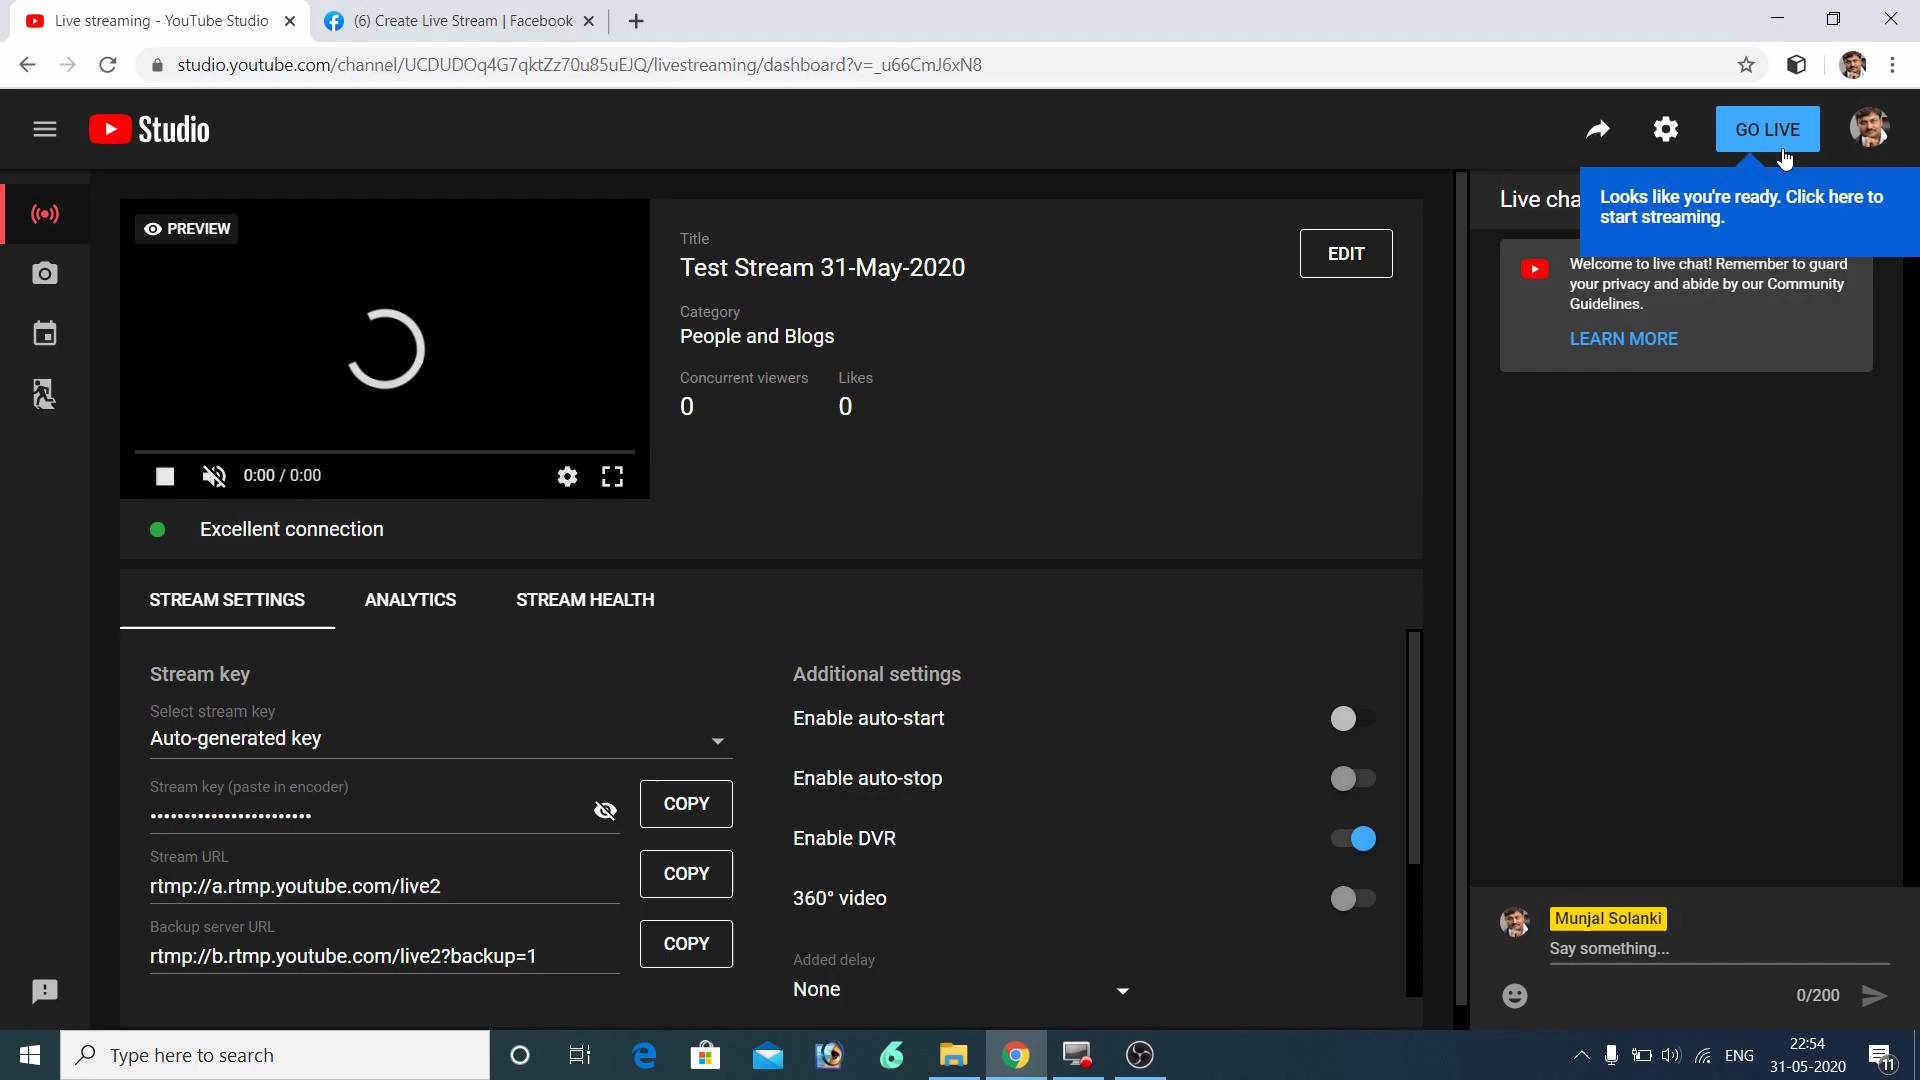 Live streaming - YouTube Studio
(6) Create Live Stream | Facebook
studio.youtube.com/channel/UCDUDOq4G7qktZz70u85uEJQ/livestreaming/dashboard?v=_u66CmJ6xN8
Studio
GO LIVE
Looks like you're ready. Click here to
start streaming.
PREVIEW
Title
Test Stream 31-May-2020
EDIT
Category
People and Blogs
Concurrent viewers Likes
0 0
0:00 / 0:00
Excellent connection
Live cha
Welcome to live chat! Remember to guard
your privacy and abide by our Community
Guidelines.
LEARN MORE
STREAM SETTINGS ANALYTICS STREAM HEALTH
Stream key
Select stream key
Auto-generated key
Stream key (paste in encoder)
••••••••••••••••••••••••
COPY
Stream URL
rtmp://a.rtmp.youtube.com/live2
COPY
Backup server URL
rtmp://b.rtmp.youtube.com/live2?backup=1
COPY
Additional settings
Enable auto-start
Enable auto-stop
Enable DVR
360° video
Added delay
None
Munjal Solanki
Say something...
0/200
Type here to search
ENG
22:54
31-05-2020
11